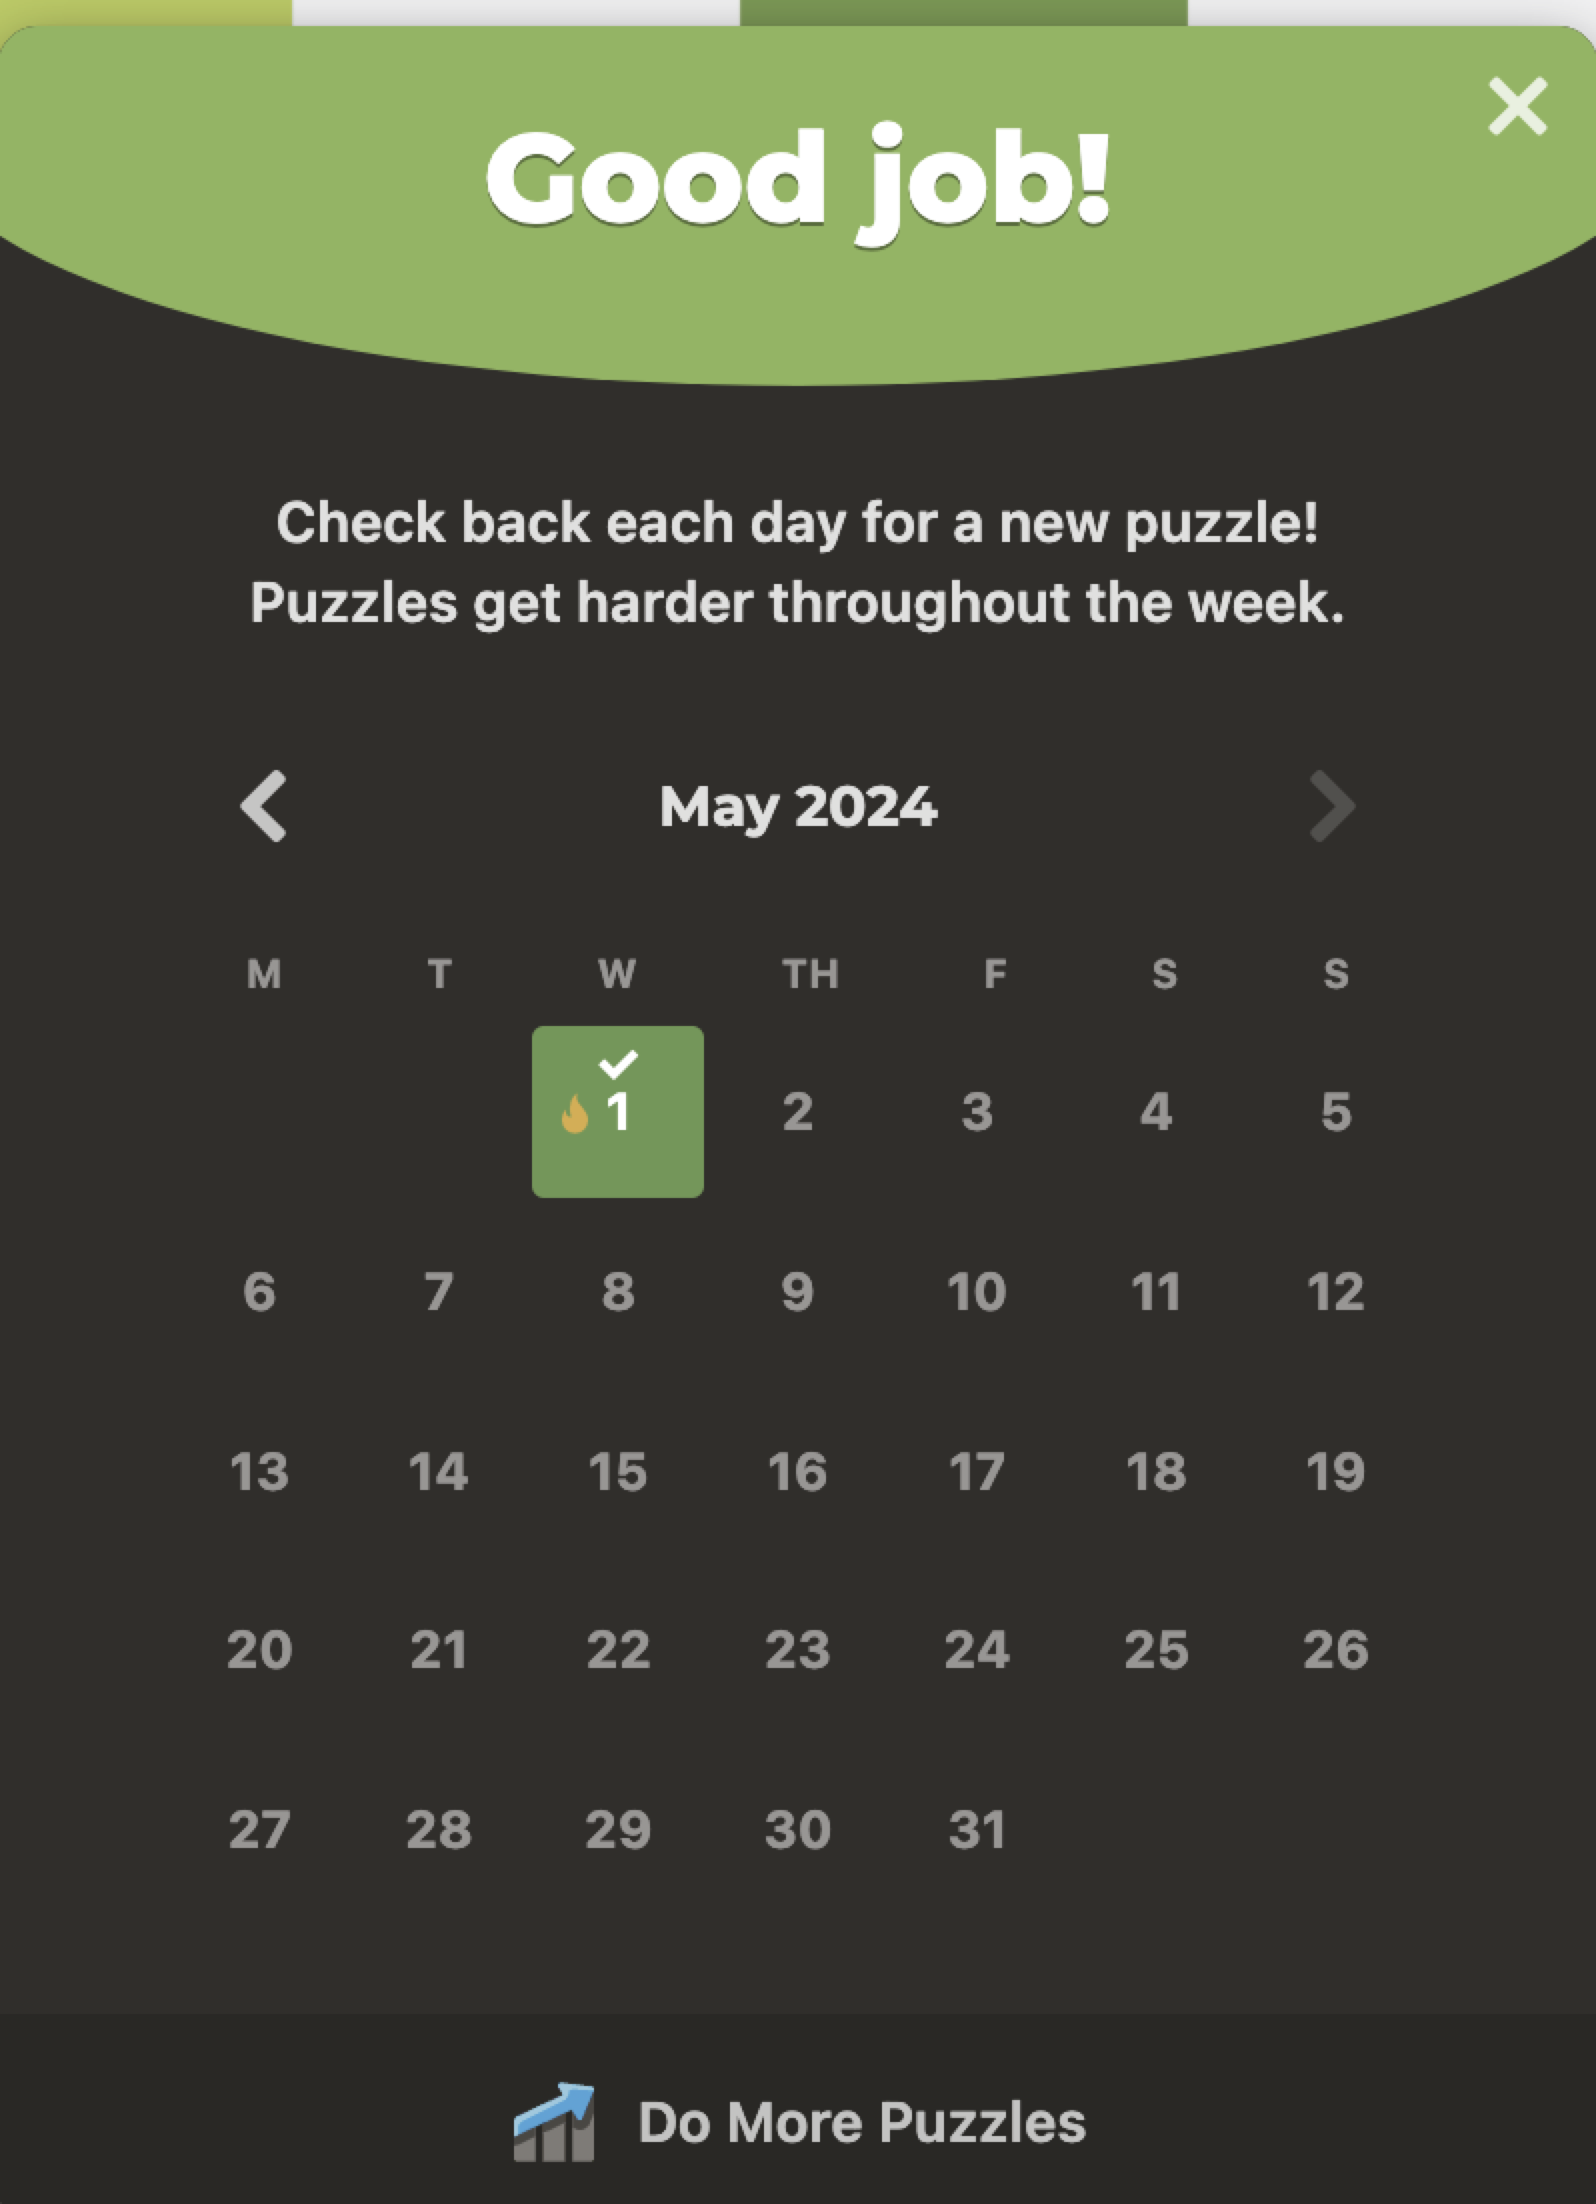 Good job!
Check back each day for a new puzzle!
Puzzles get harder throughout the week.
May 2024
M T W TH F S S
1 2 3 4 5
6 7 8 9 10 11 12
13 14 15 16 17 18 19
20 21 22 23 24 25 26
27 28 29 30 31
Do More Puzzles